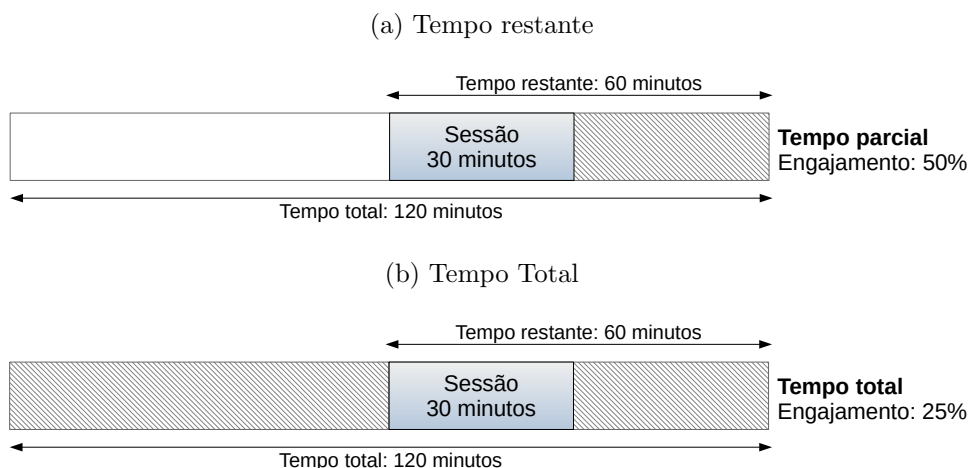 (a) Tempo restante
Tempo restante: 60 minutos
Sessão
30 minutos
Tempo parcial
Engajamento: 50%
Tempo total: 120 minutos
(b) Tempo Total
Tempo restante: 60 minutos
Sessão
30 minutos
Tempo total
Engajamento: 25%
Tempo total: 120 minutos